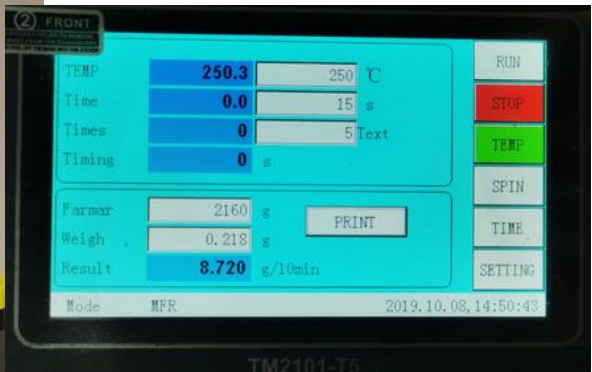 ② FRONT
TEMP 250.3 250 ℃ RUN
Time 0.0 15 s STOP
Times 0 5 Text TEMP
Timing 0 s
SPIN
Farmar 2160 g PRINT
TIME
Weigh . 0.218 g
Result 8.720 g/10min SETTING
Mode MFR 2019.10.08,14:50:43
TM2101-T5